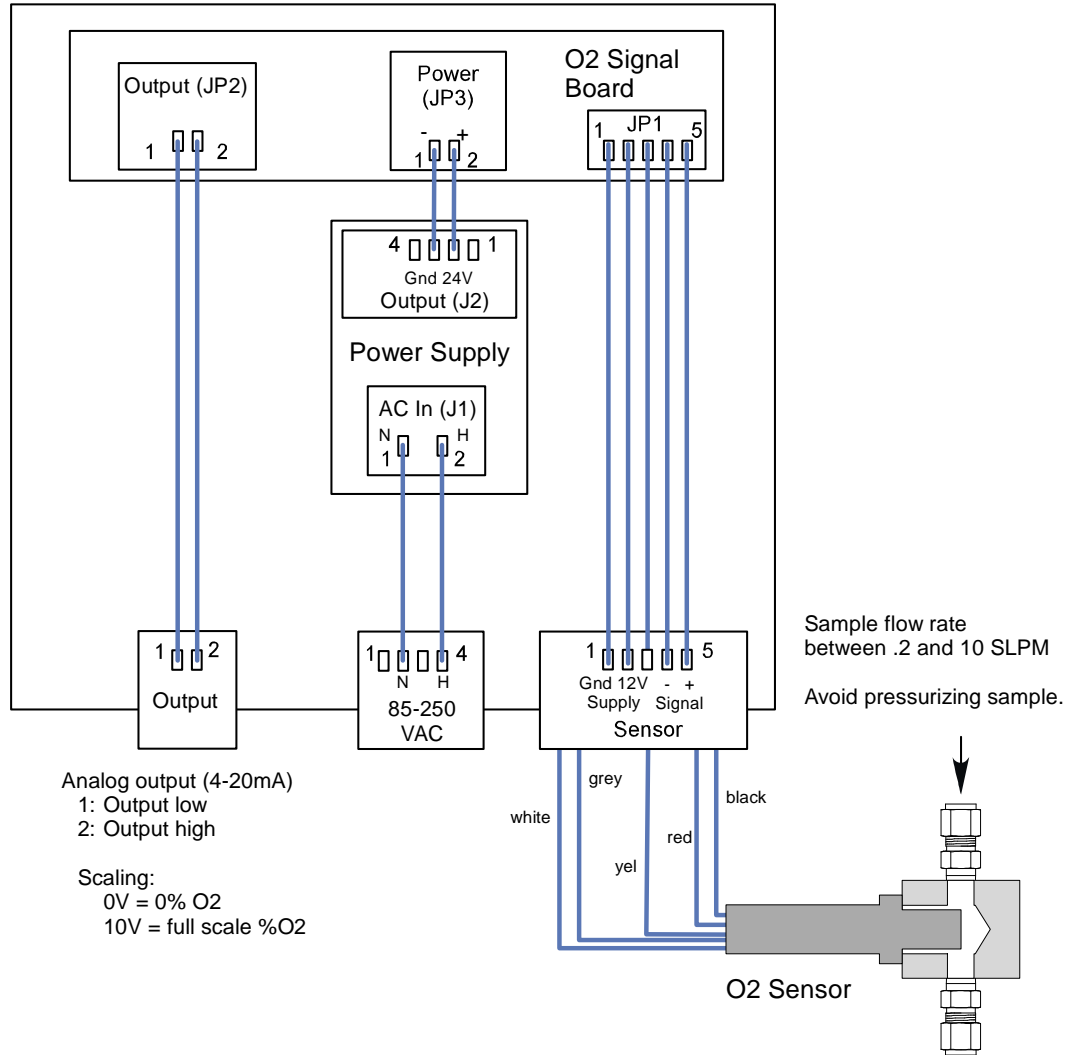 O2 Signal
Board
Output (JP2)
1 2
Power
(JP3)
- +
1 2
JP1
1 5
4 1
Gnd 24V
Output (J2)
Power Supply
AC In (J1)
N H
1 2
1 2
Output
1 4
N H
85-250
VAC
1 5
Gnd 12V - +
Supply Signal
Sensor
Sample flow rate
between .2 and 10 SLPM
Avoid pressurizing sample.
Analog output (4-20mA)
1: Output low
2: Output high
Scaling:
0V = 0% O2
10V = full scale %O2
white
grey
yel
red
black
O2 Sensor